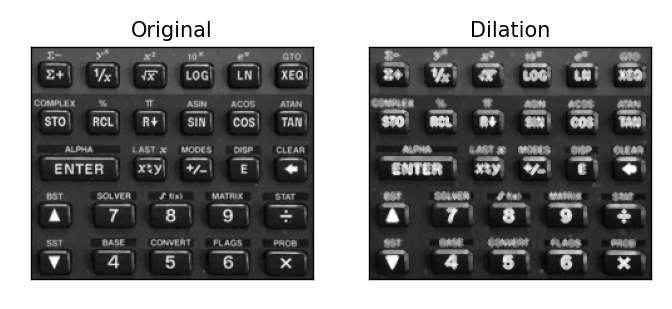 Original
Σ− y^x x² 10^x e^x GTO
Σ+ 1/x √x LOG LN XEQ
COMPLEX % π ASIN ACOS ATAN
STO RCL R↓ SIN COS TAN
ALPHA LAST x MODES DISP CLEAR
ENTER x≷y +/− E ←
BST SOLVER ∫ f(x) MATRIX STAT
▲ 7 8 9 ÷
SST BASE CONVERT FLAGS PROB
▼ 4 5 6 ×
Dilation
Σ− y^x x² 10^x e^x GTO
Σ+ 1/x √x LOG LN XEQ
COMPLEX % π ASIN ACOS ATAN
STO RCL R↓ SIN COS TAN
ALPHA LAST x MODES DISP CLEAR
ENTER x≷y +/− E ←
BST SOLVER ∫ f(x) MATRIX STAT
▲ 7 8 9 ÷
SST BASE CONVERT FLAGS PROB
▼ 4 5 6 ×